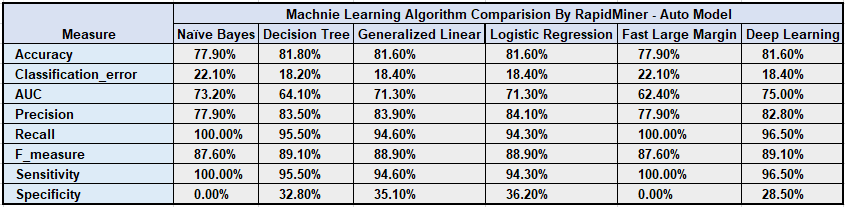 Machnie Learning Algorithm Comparision By RapidMiner - Auto Model
Measure Naïve Bayes Decision Tree Generalized Linear Logistic Regression Fast Large Margin Deep Learning
Accuracy 77.90% 81.80% 81.60% 81.60% 77.90% 81.60%
Classification_error 22.10% 18.20% 18.40% 18.40% 22.10% 18.40%
AUC 73.20% 64.10% 71.30% 71.30% 62.40% 75.00%
Precision 77.90% 83.50% 83.90% 84.10% 77.90% 82.80%
Recall 100.00% 95.50% 94.60% 94.30% 100.00% 96.50%
F_measure 87.60% 89.10% 88.90% 88.90% 87.60% 89.10%
Sensitivity 100.00% 95.50% 94.60% 94.30% 100.00% 96.50%
Specificity 0.00% 32.80% 35.10% 36.20% 0.00% 28.50%